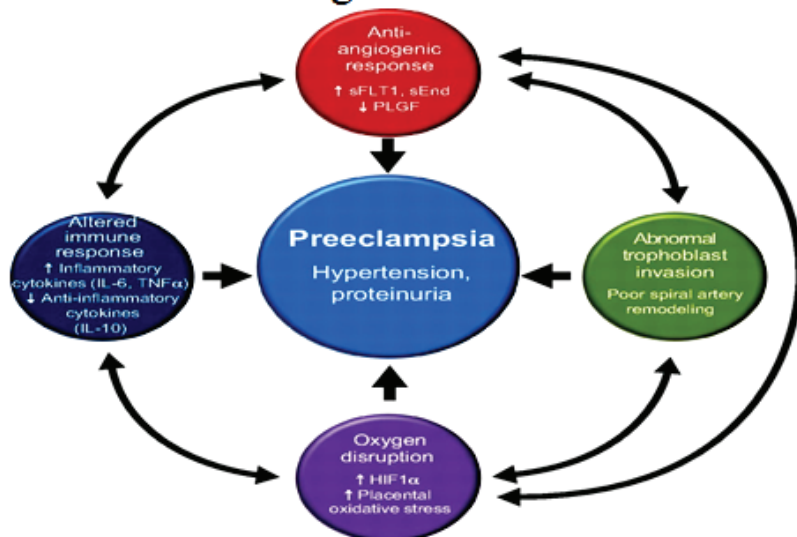 Anti-
angiogenic
response
↑ sFLT1, sEnd
↓ PLGF
Altered
immune
response
↑ Inflammatory
cytokines (IL-6, TNFα)
↓ Anti-inflammatory
cytokines
(IL-10)
Preeclampsia
Hypertension,
proteinuria
Abnormal
trophoblast
invasion
Poor spiral artery
remodeling
Oxygen
disruption
↑ HIF1α
↑ Placental
oxidative stress